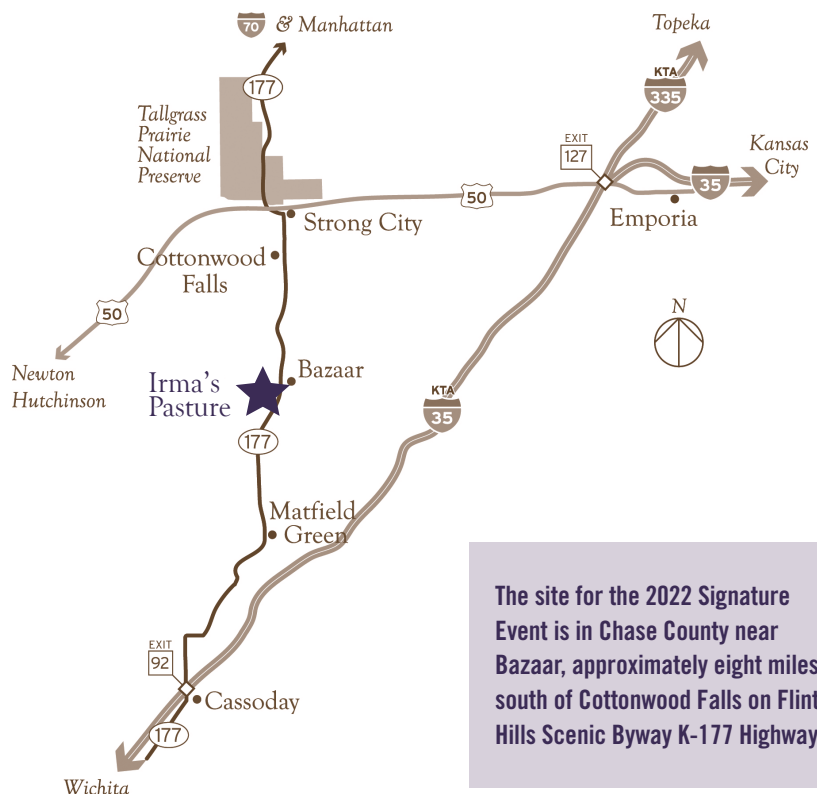 70 & Manhattan
177
Tallgrass
Prairie
National
Preserve
Topeka
KTA
335
EXIT
127
Kansas
City
35
50
Emporia
Strong City
Cottonwood
Falls
50
Newton
Hutchinson
N
Bazaar
Irma's
Pasture
KTA
35
177
Matfield
Green
EXIT
92
Cassoday
177
Wichita
The site for the 2022 Signature
Event is in Chase County near
Bazaar, approximately eight miles
south of Cottonwood Falls on Flint
Hills Scenic Byway K-177 Highway